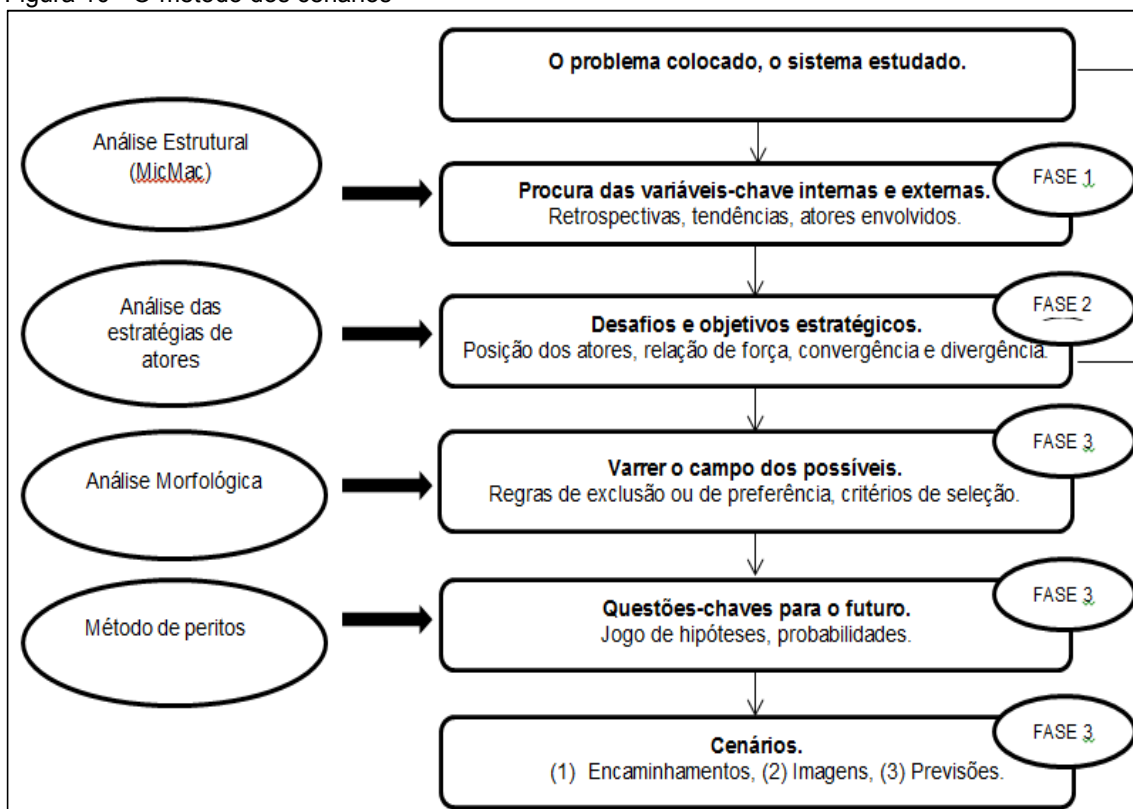 Figura 10 - O método dos cenários
O problema colocado, o sistema estudado.
Análise Estrutural
(MicMac)
Procura das variáveis-chave internas e externas.
Retrospectivas, tendências, atores envolvidos.
FASE 1
Análise das
estratégias de
atores
Desafios e objetivos estratégicos.
Posição dos atores, relação de força, convergência e divergência.
FASE 2
Análise Morfológica
Varrer o campo dos possíveis.
Regras de exclusão ou de preferência, critérios de seleção.
FASE 3
Método de peritos
Questões-chaves para o futuro.
Jogo de hipóteses, probabilidades.
FASE 3
Cenários.
(1) Encaminhamentos, (2) Imagens, (3) Previsões.
FASE 3